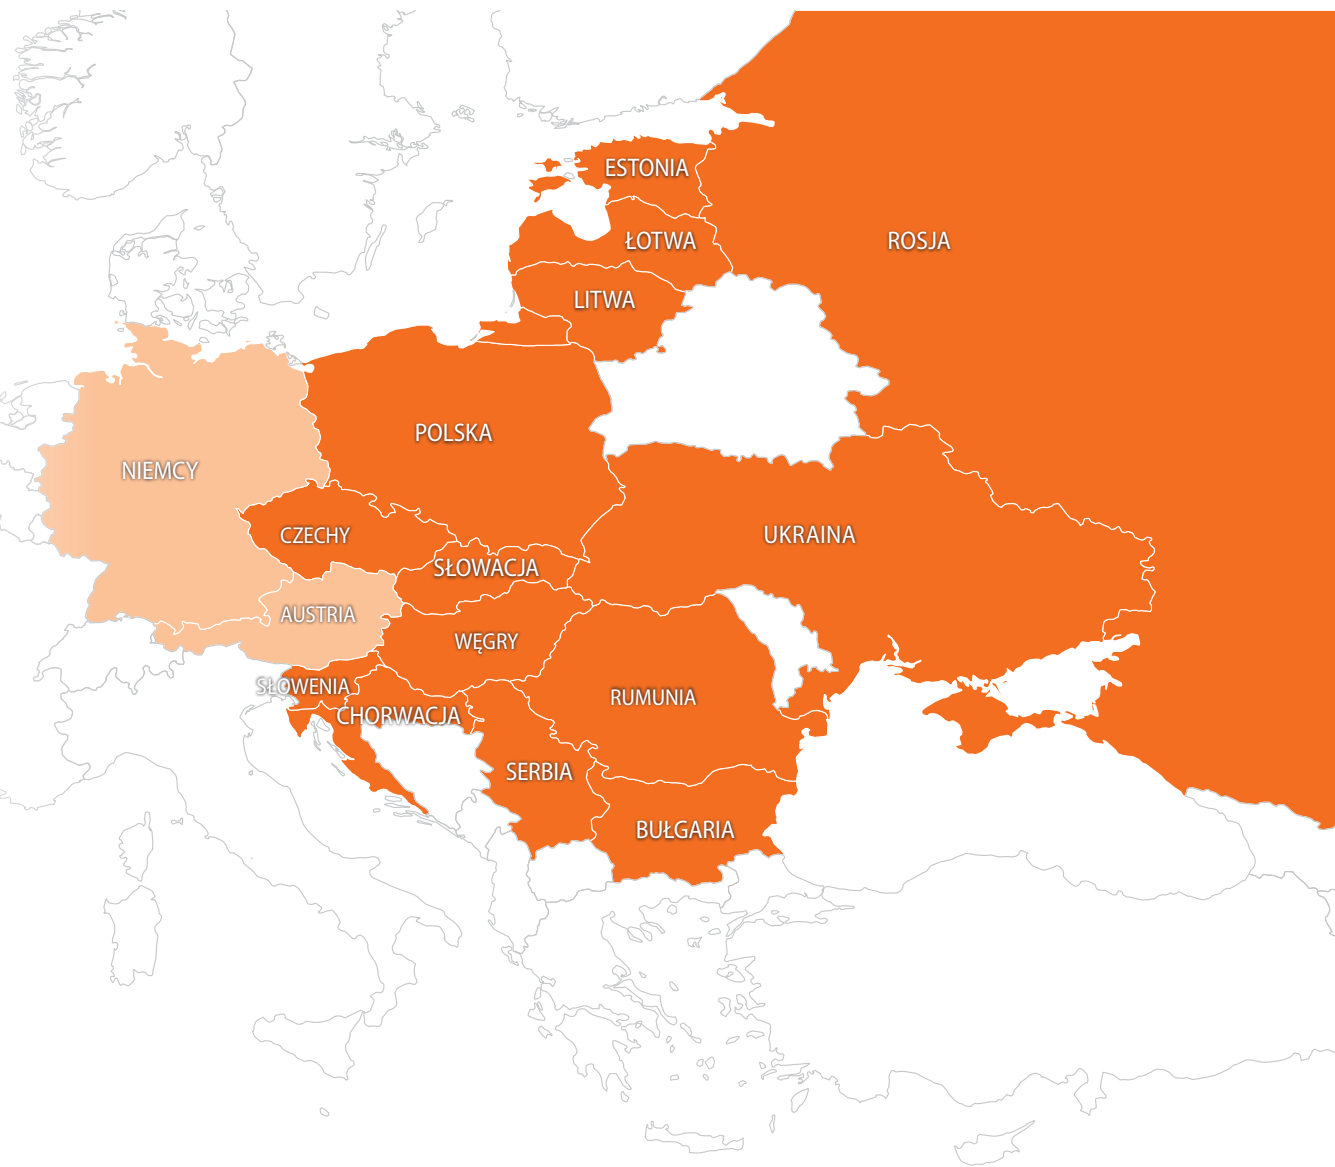 ESTONIA
ŁOTWA
ROSJA
LITWA
POLSKA
NIEMCY
CZECHY
UKRAINA
SŁOWACJA
AUSTRIA
WĘGRY
SŁOWENIA
RUMUNIA
CHORWACJA
SERBIA
BUŁGARIA